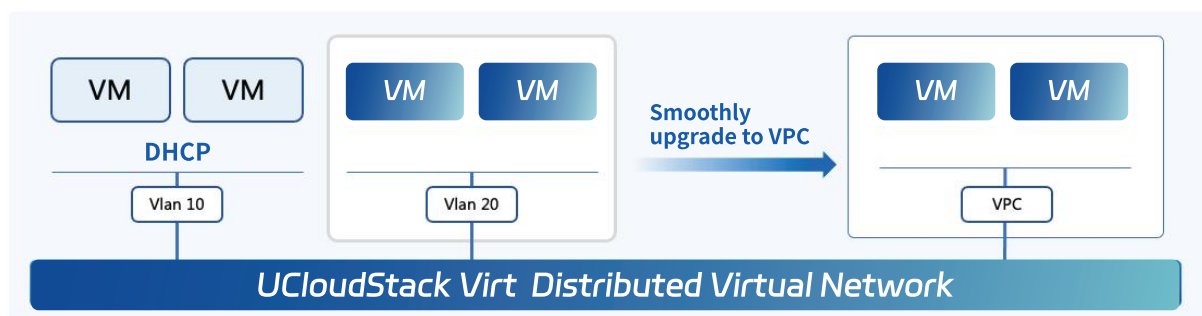 VM
VM
DHCP
Vlan 10
VM
VM
Vlan 20
Smoothly
upgrade to VPC
VM
VM
VPC
UCloudStack Virt Distributed Virtual Network